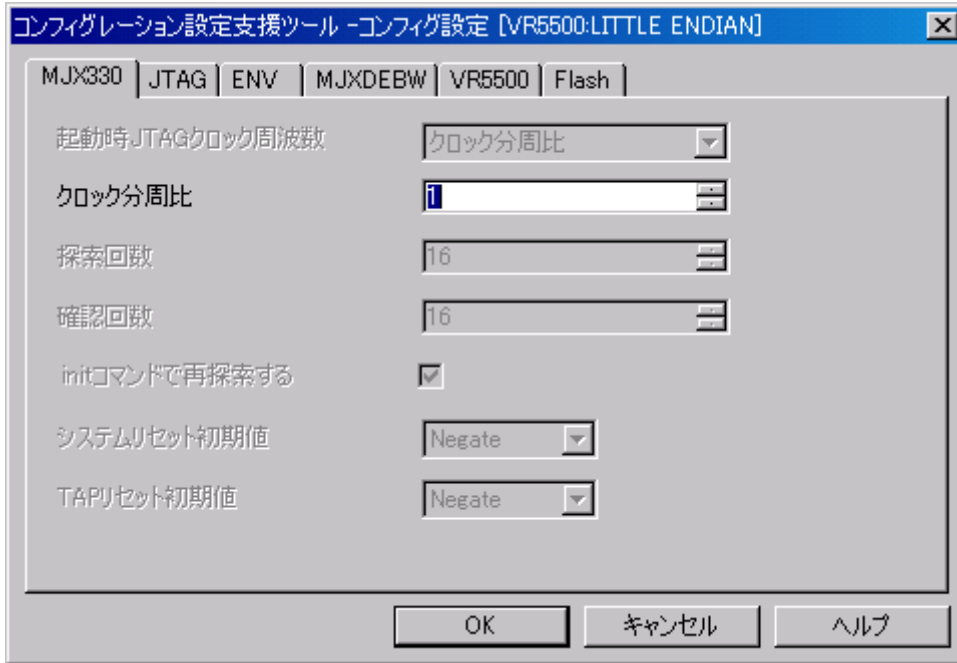 コンフィグレーション設定支援ツール -コンフィグ設定 [VR5500:LITTLE ENDIAN]
MJX330 JTAG ENV MJXDEBW VR5500 Flash
起動時JTAGクロック周波数 クロック分周比
クロック分周比 1
探索回数 16
確認回数 16
initコマンドで再探索する
システムリセット初期値 Negate
TAPリセット初期値 Negate
OK キャンセル ヘルプ